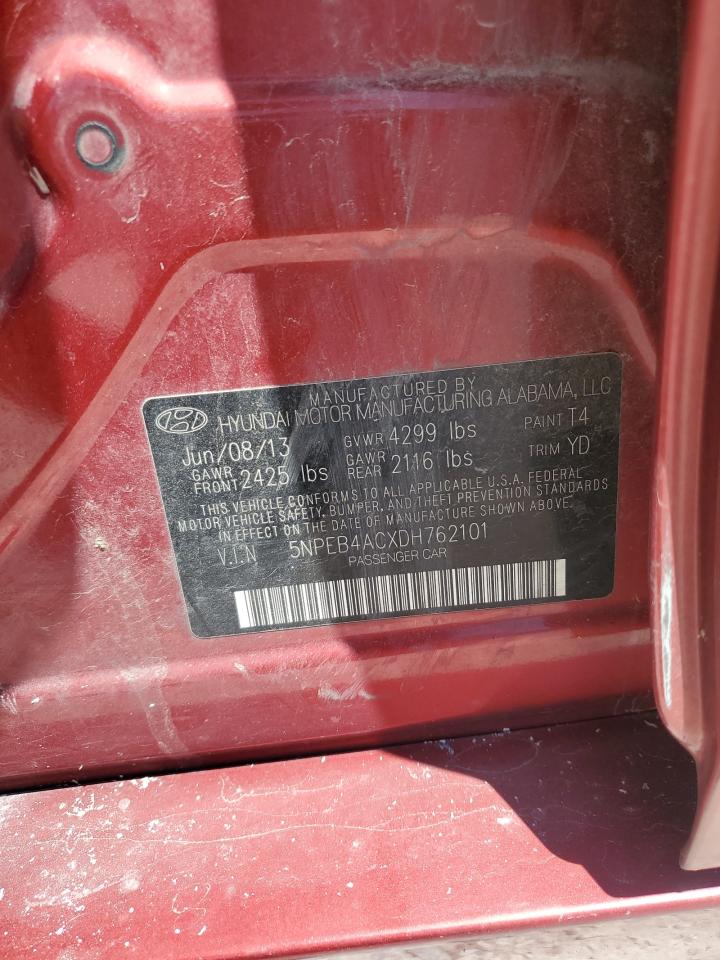 MANUFACTURED BY
HYUNDAI MOTOR MANUFACTURING ALABAMA, LLC
Jun/08/13 GVWR 4299 lbs PAINT T4
GAWR FRONT 2425 lbs GAWR REAR 2116 lbs TRIM YD
THIS VEHICLE CONFORMS TO ALL APPLICABLE U.S.A. FEDERAL
MOTOR VEHICLE SAFETY, BUMPER, AND THEFT PREVENTION STANDARDS
IN EFFECT ON THE DATE OF MANUFACTURE SHOWN ABOVE.
V.I.N 5NPEB4ACXDH762101
PASSENGER CAR